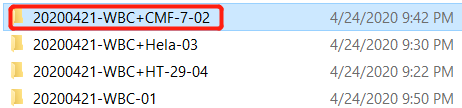 20200421-WBC+CMF-7-02 4/24/2020 9:42 PM
20200421-WBC+Hela-03 4/24/2020 9:30 PM
20200421-WBC+HT-29-04 4/24/2020 9:22 PM
20200421-WBC-01 4/24/2020 9:50 PM